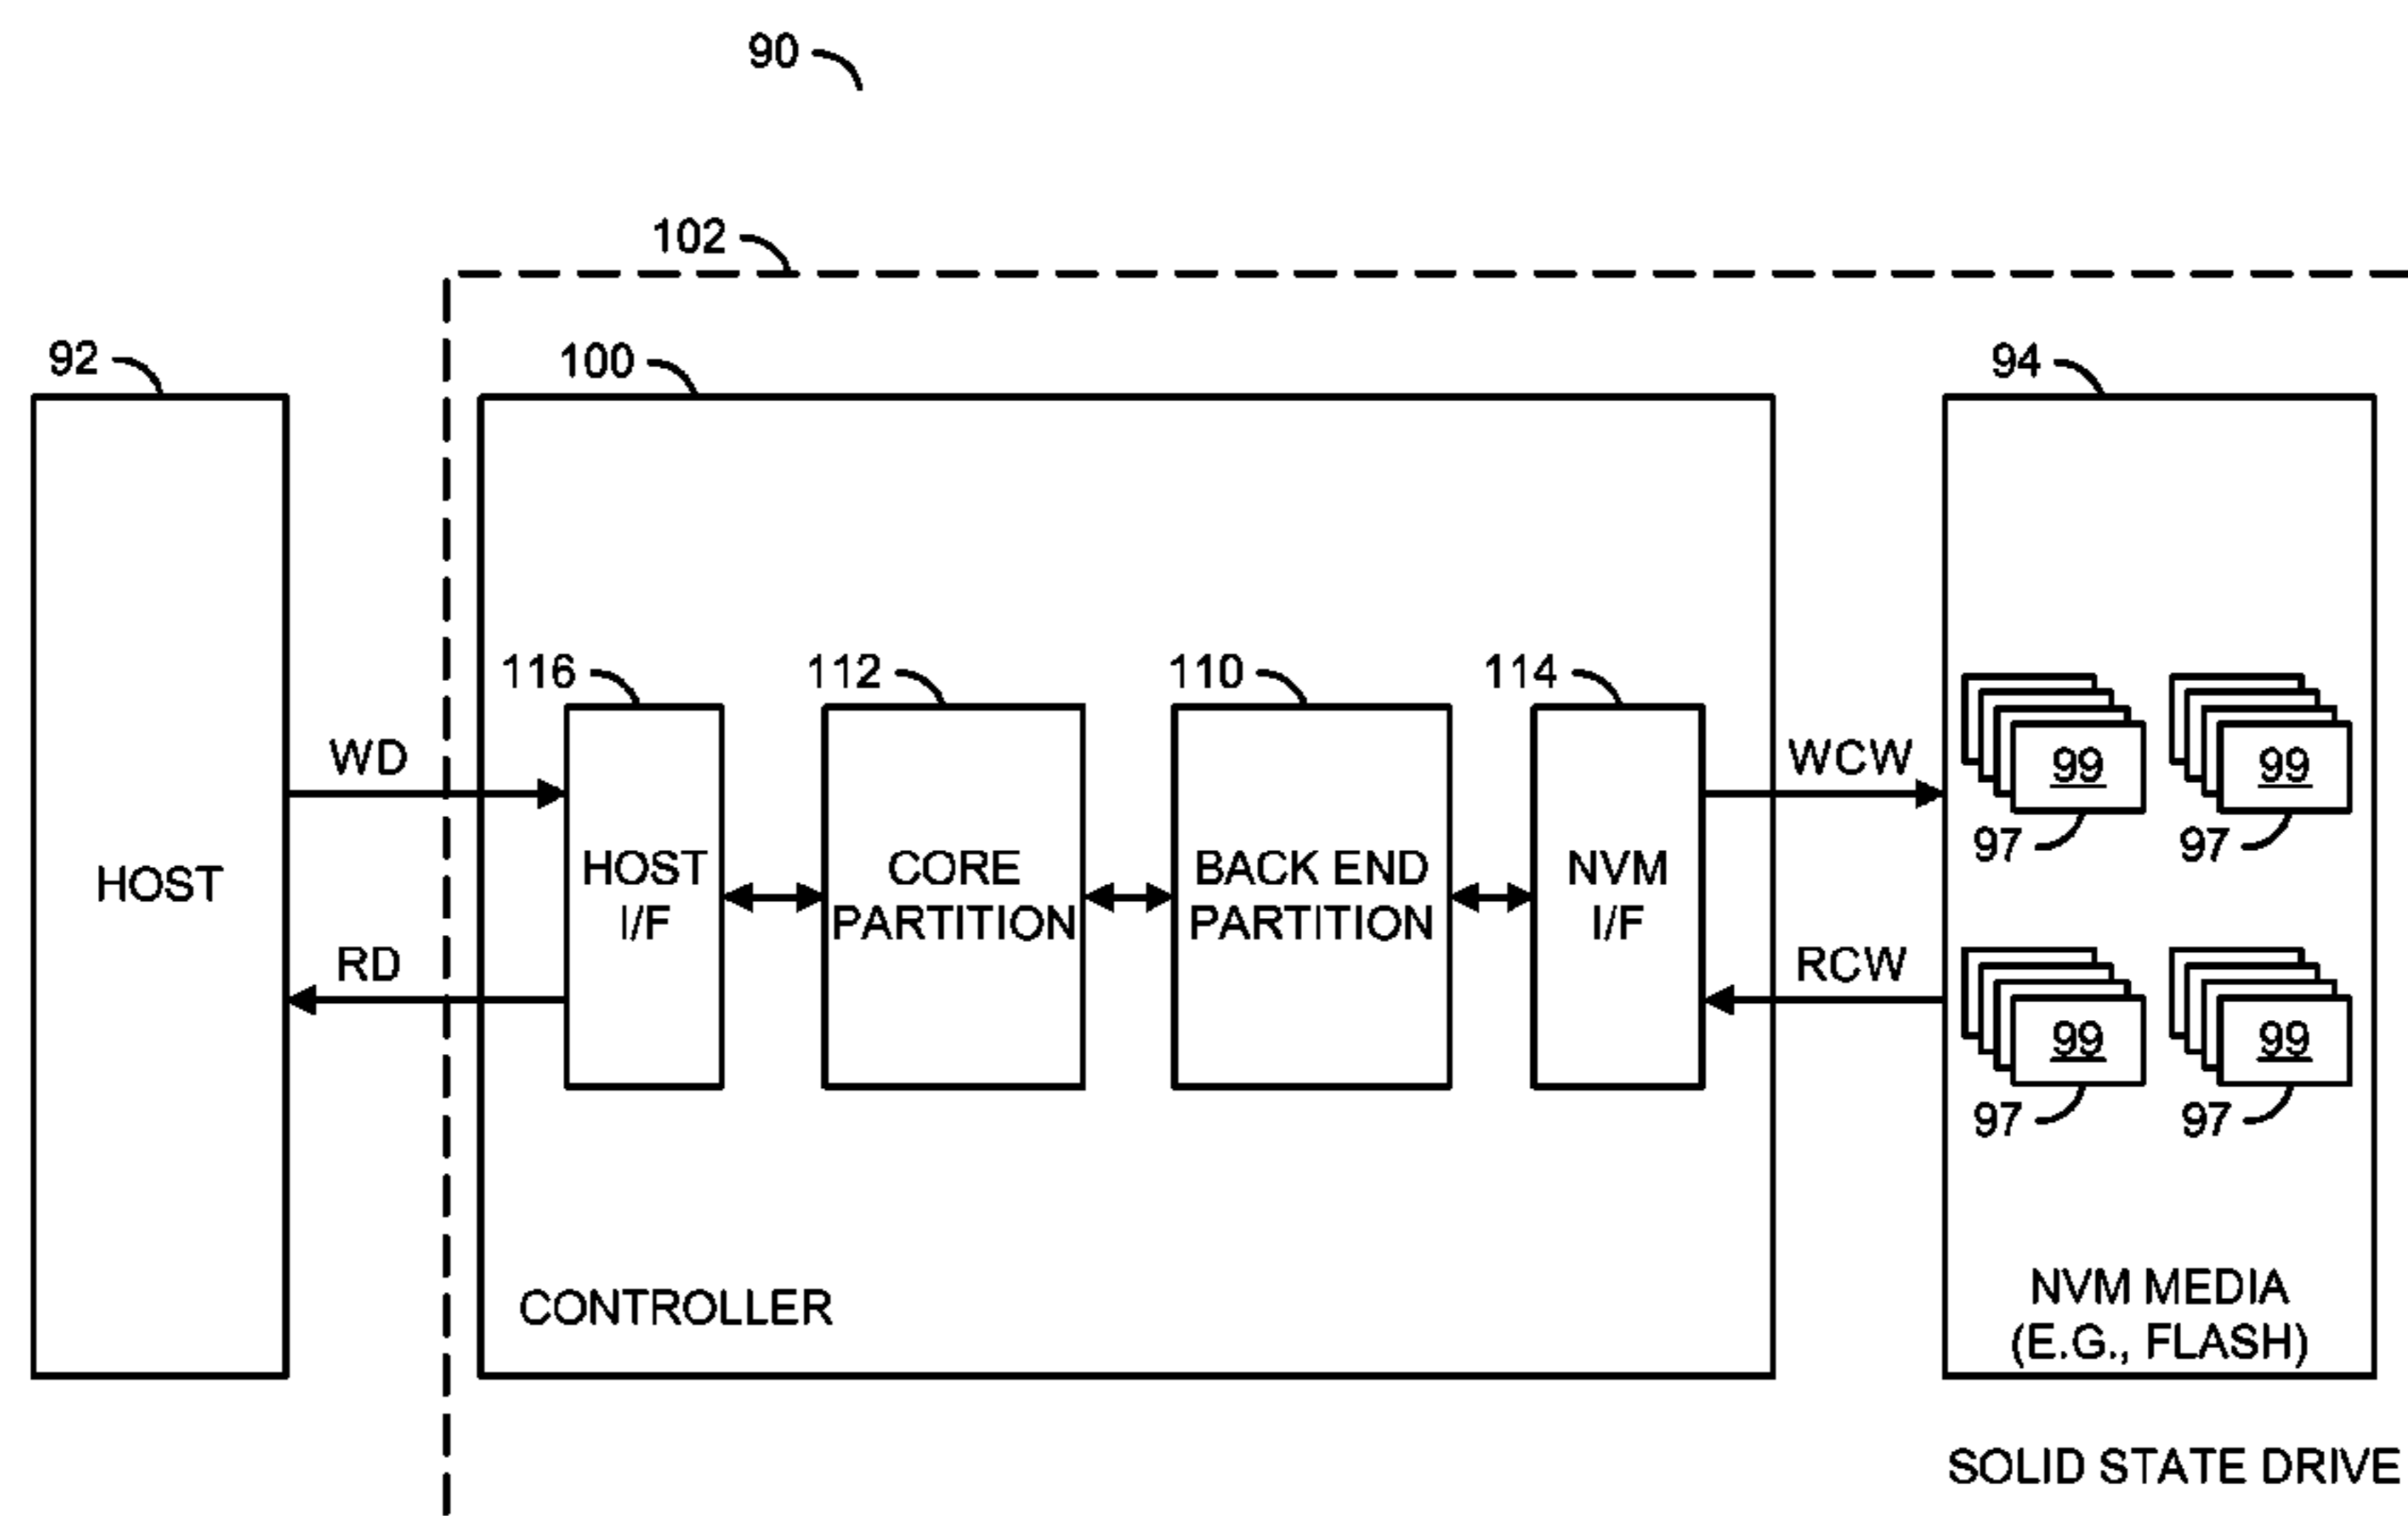 90
102
92
100
94
116
112
110
114
WD
WCW
99
99
97
97
HOST
HOST
I/F
CORE
PARTITION
BACK END
PARTITION
NVM
I/F
RD
RCW
99
99
97
97
CONTROLLER
NVM MEDIA
(E.G., FLASH)
SOLID STATE DRIVE